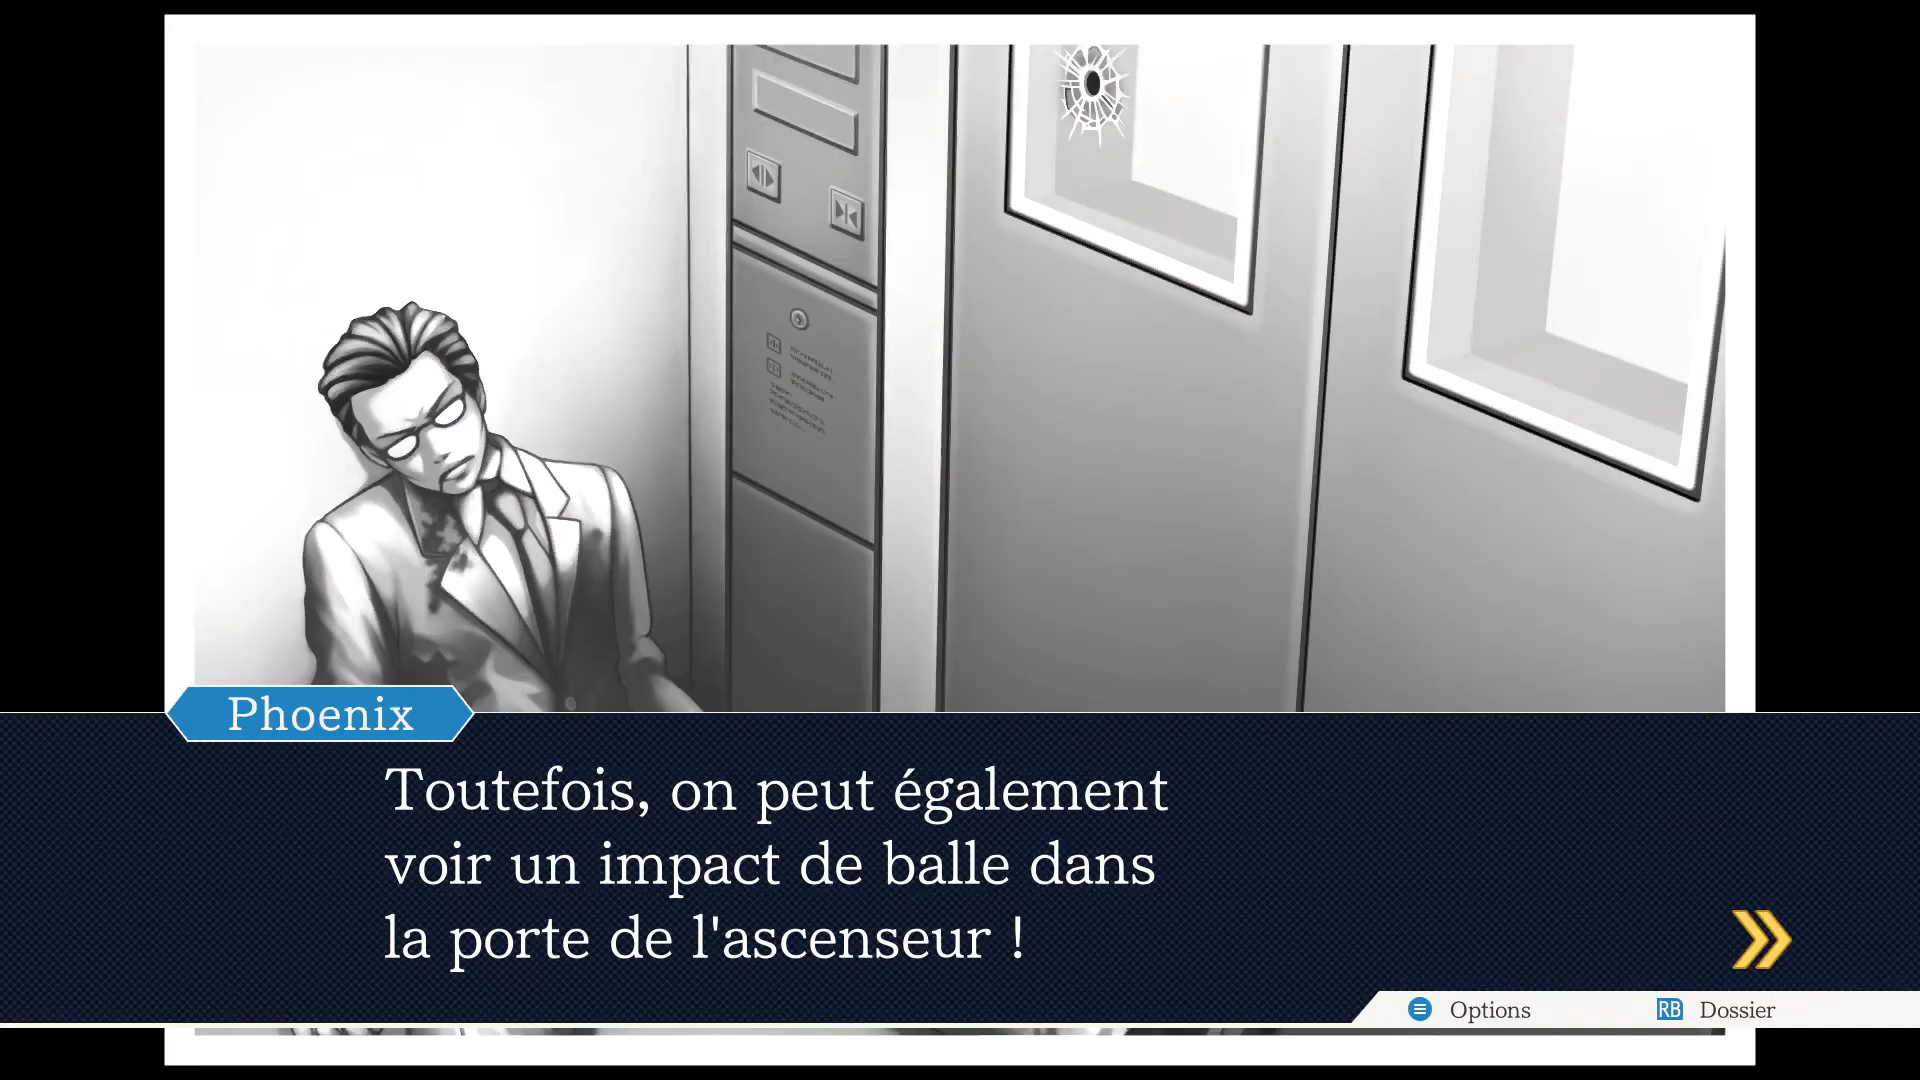 Phoenix
Toutefois, on peut également
voir un impact de balle dans
la porte de l'ascenseur !
Options
RB Dossier